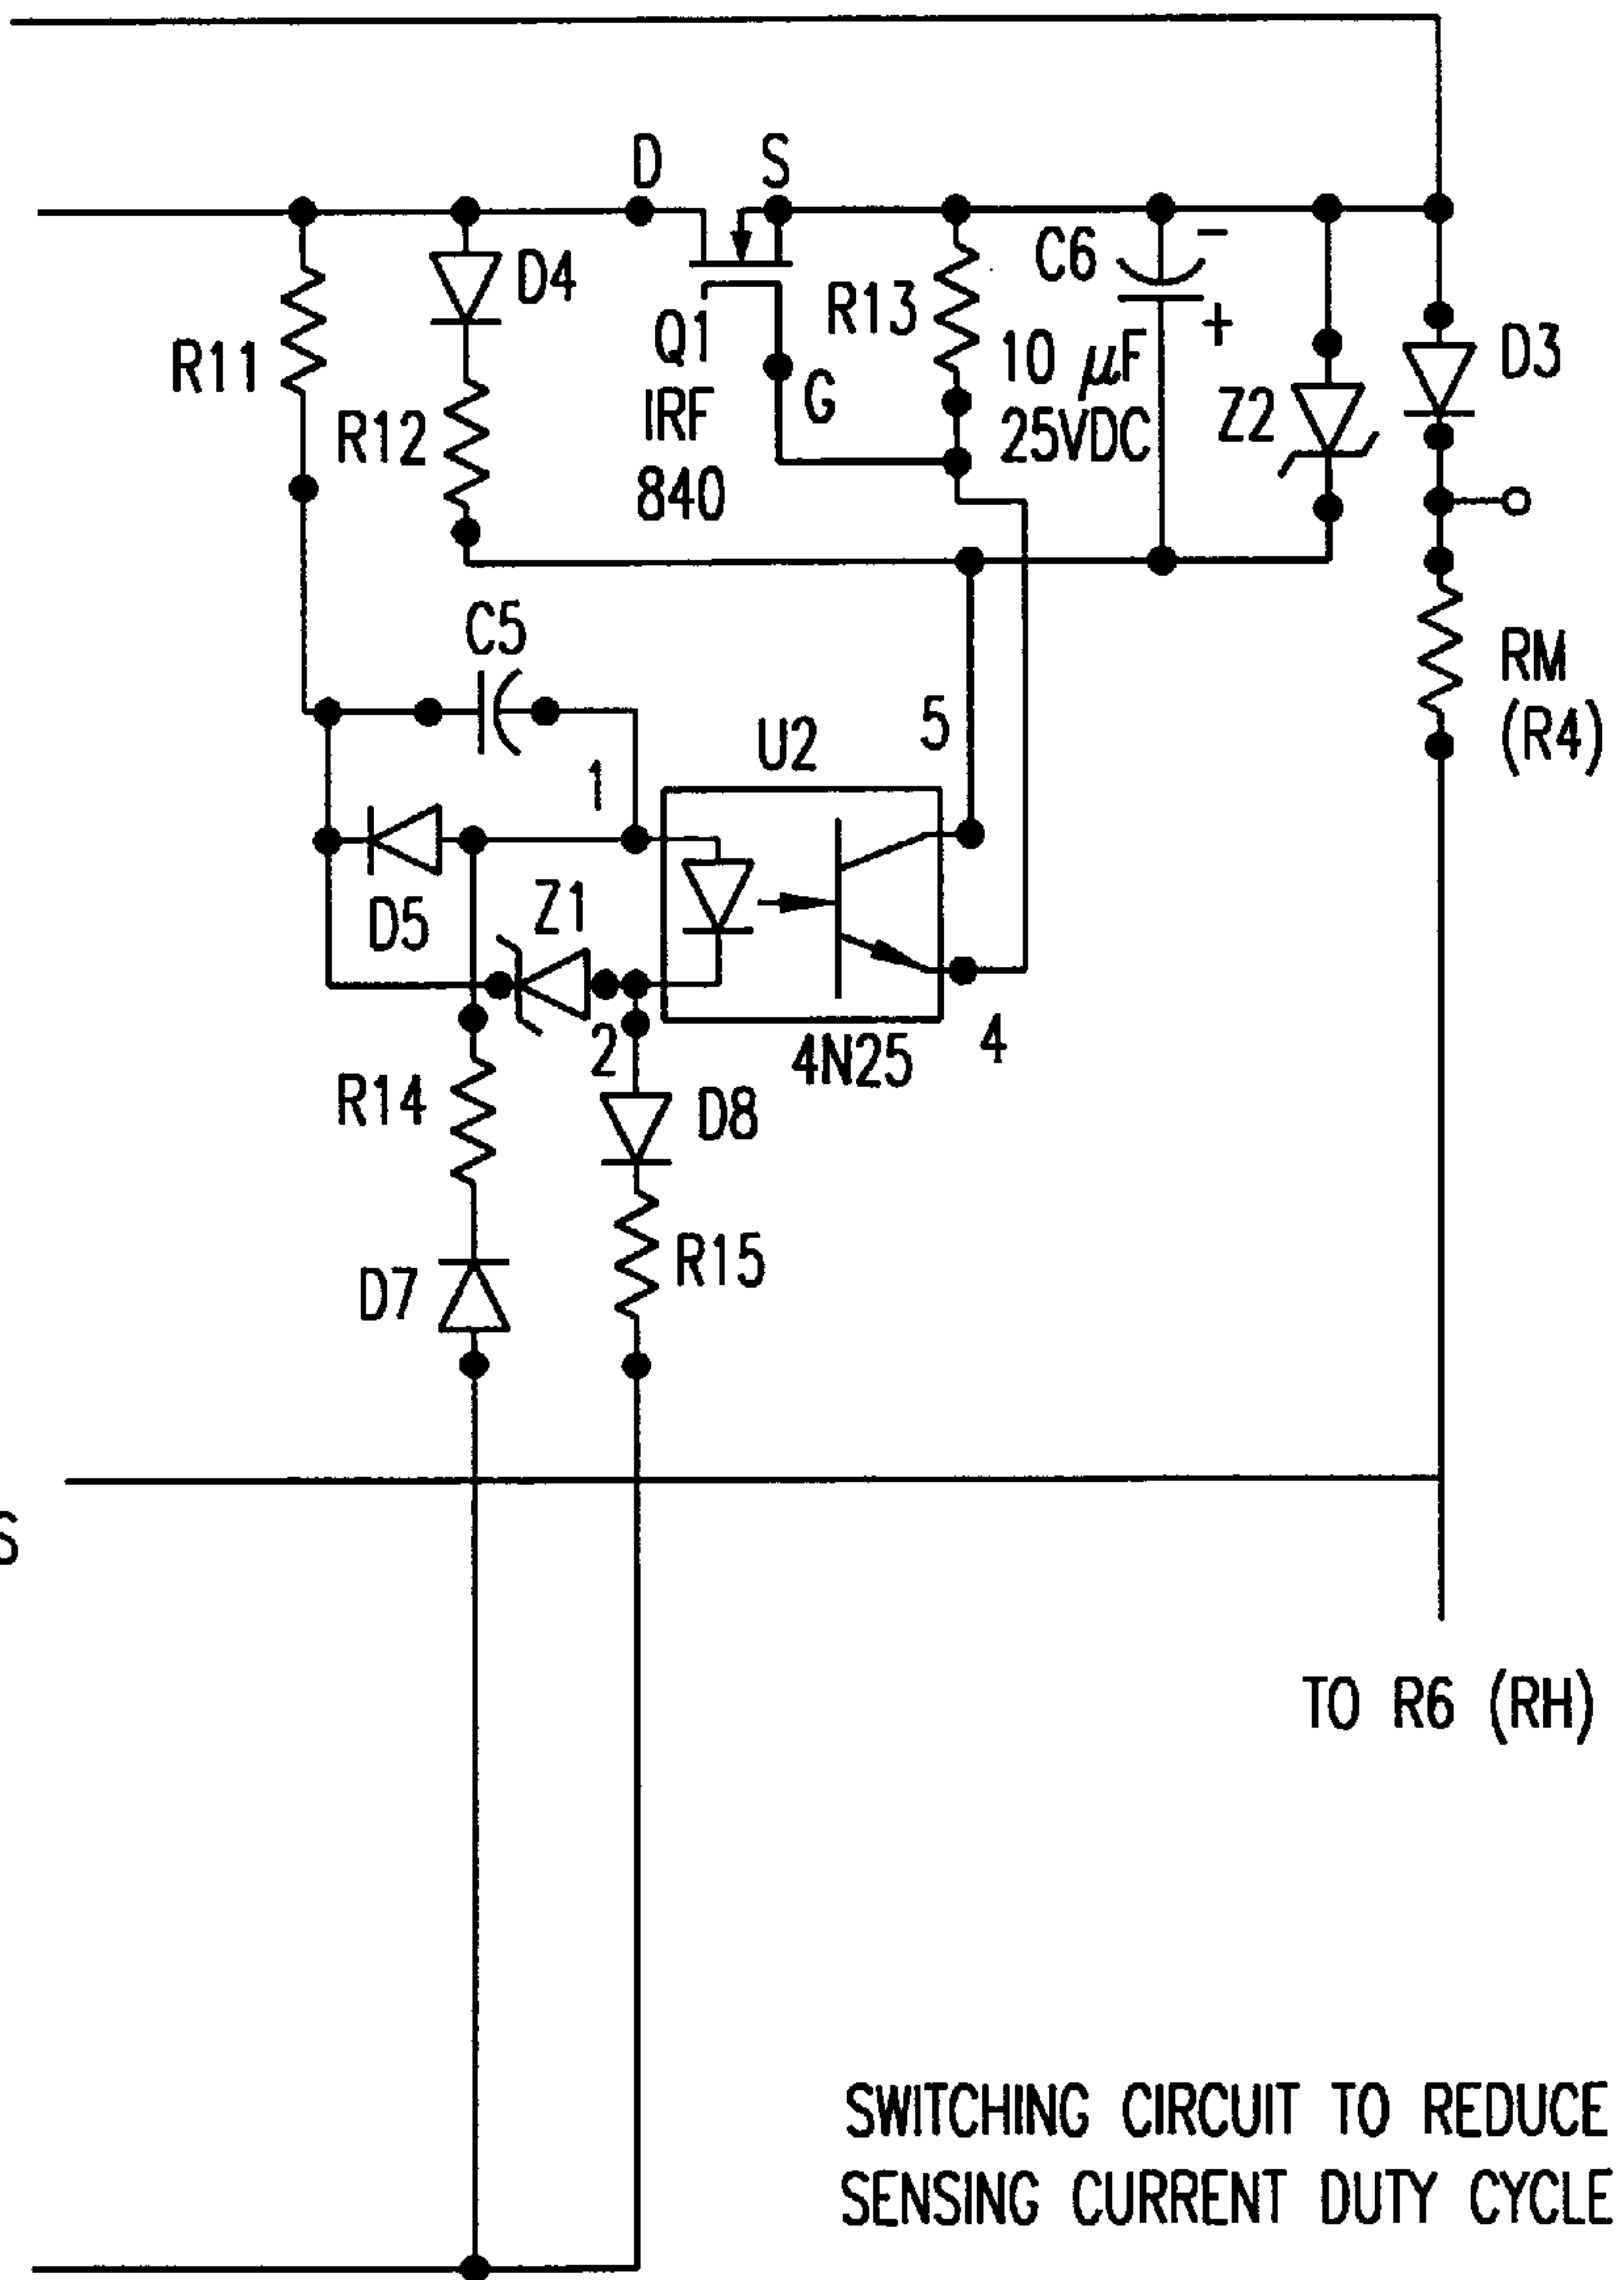 D
S
D4
C6
-
+
R11
R12
Q1
IRF
840
G
R13
10 µF
25VDC
Z2
D3
C5
RM
(R4)
1
U2
5
D5
Z1
2
4N25
4
R14
D8
D7
R15
S
TO R6 (RH)
SWITCHING CIRCUIT TO REDUCE
SENSING CURRENT DUTY CYCLE